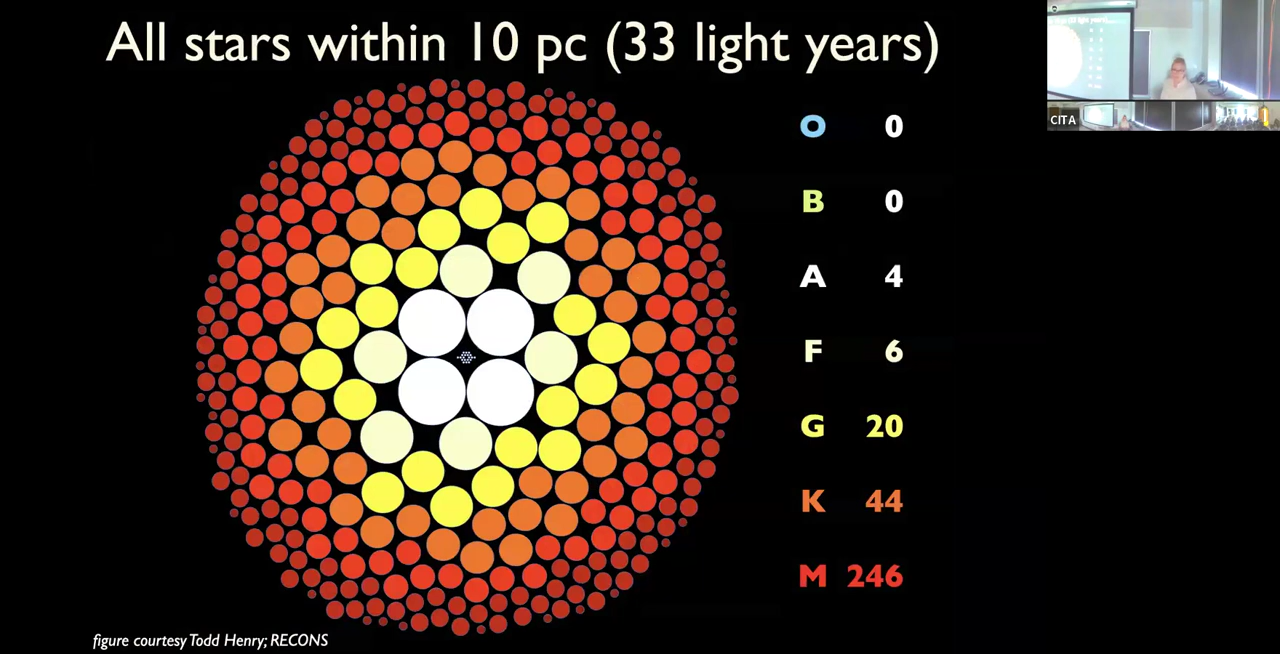 All stars within 10 pc (33 light years)
O 0
B 0
A 4
F 6
G 20
K 44
M 246
CITA
figure courtesy Todd Henry; RECONS